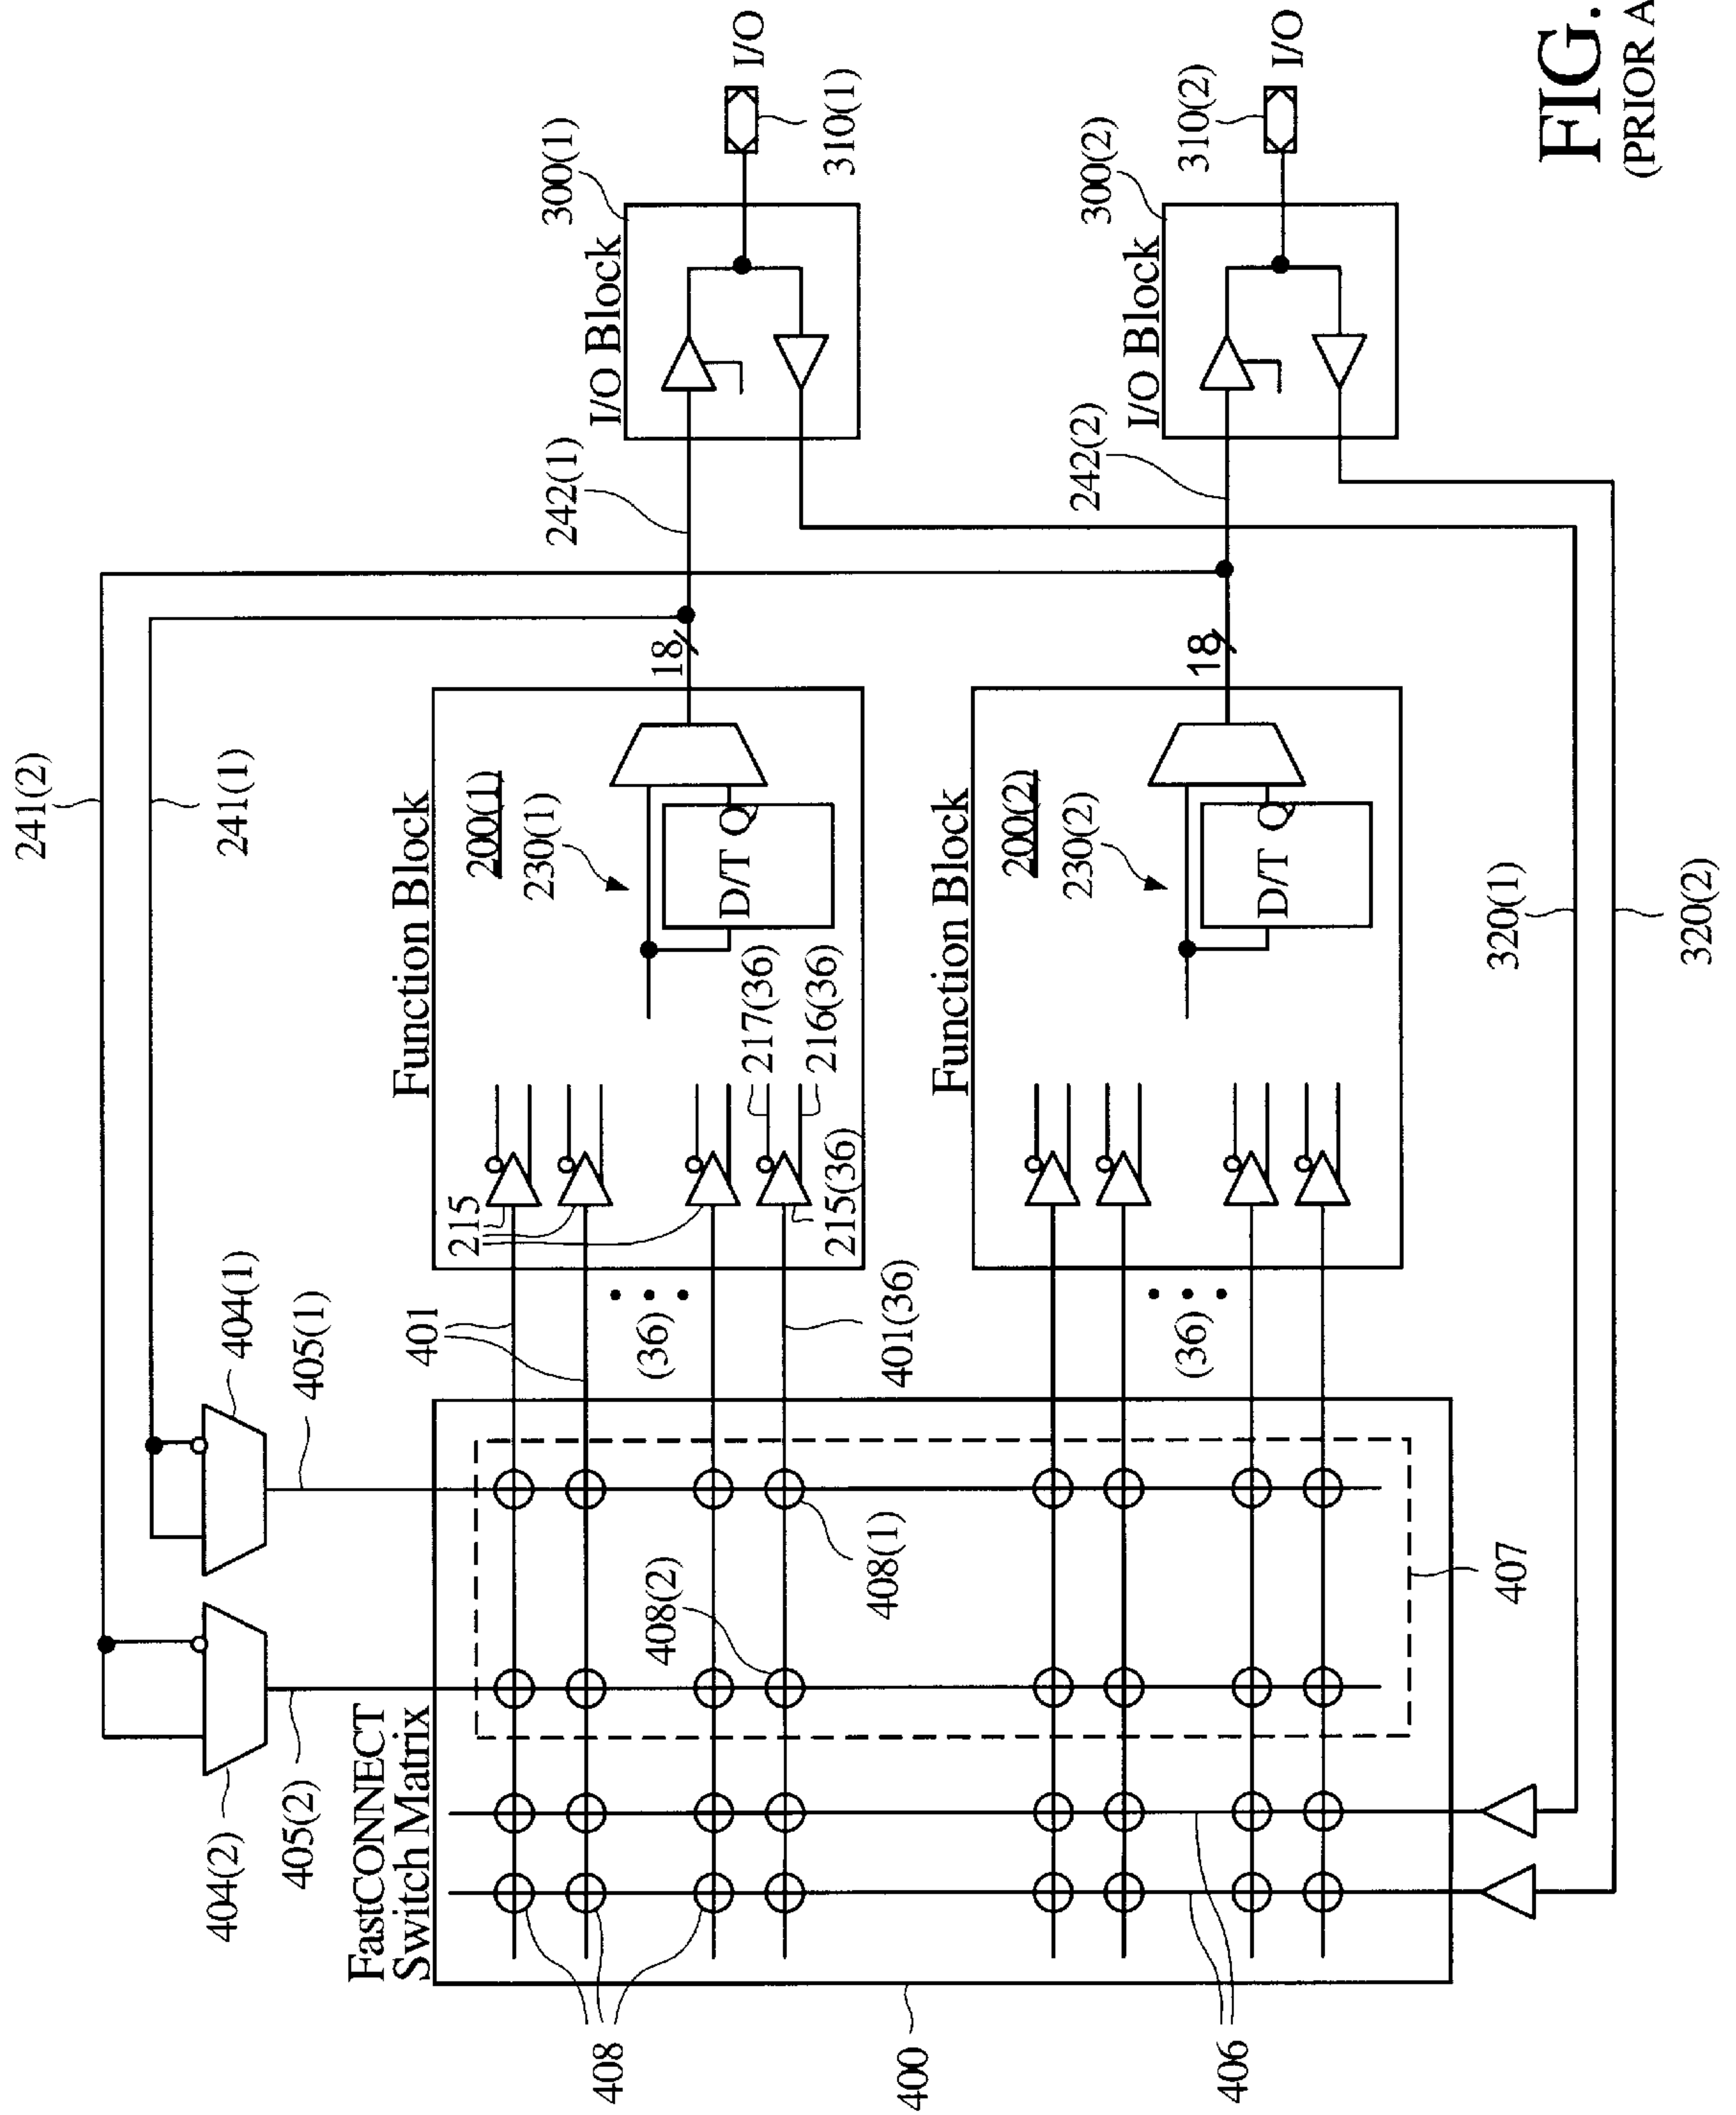 241(2)
241(1)
404(2)
405(2)
404(1)
405(1)
FastCONNECT
Switch Matrix
408
400
406
408(2)
408(1)
407
401
(36)
401(36)
(36)
Function Block
215
215(36)
217(36)
216(36)
200(1)
230(1)
D/T Q
18
Function Block
200(2)
230(2)
D/T Q
18
242(1)
242(2)
320(1)
320(2)
I/O Block
300(1)
310(1)
I/O
I/O Block
300(2)
310(2)
I/O
FIG.
(PRIOR A